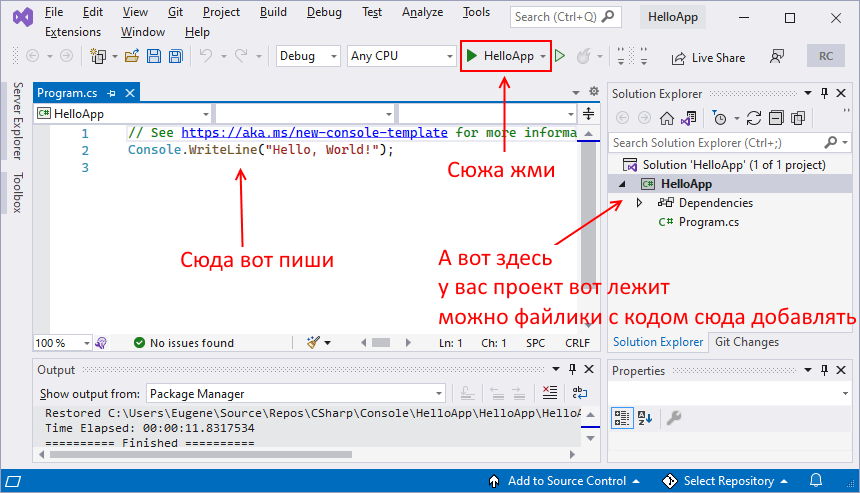 File Edit View Git Project Build Debug Test Analyze Tools Search (Ctrl+Q) HelloApp
Extensions Window Help
Debug Any CPU HelloApp Live Share RC
Server Explorer
Toolbox
Program.cs
HelloApp
1 // See https://aka.ms/new-console-template for more informa
2 Console.WriteLine("Hello, World!");
3
Сюжа жми
Сюда вот пиши
А вот здесь
у вас проект вот лежит
можно файлики с кодом сюда добавлять
100 % No issues found Ln: 1 Ch: 1 SPC CRLF
Output
Show output from: Package Manager
Restored C:\Users\Eugene\Source\Repos\CSharp\Console\HelloApp\HelloApp\HelloA
Time Elapsed: 00:00:11.8317534
========== Finished ==========
Solution Explorer
Search Solution Explorer (Ctrl+;)
Solution 'HelloApp' (1 of 1 project)
C# HelloApp
Dependencies
C# Program.cs
Solution Explorer Git Changes
Properties
Add to Source Control Select Repository